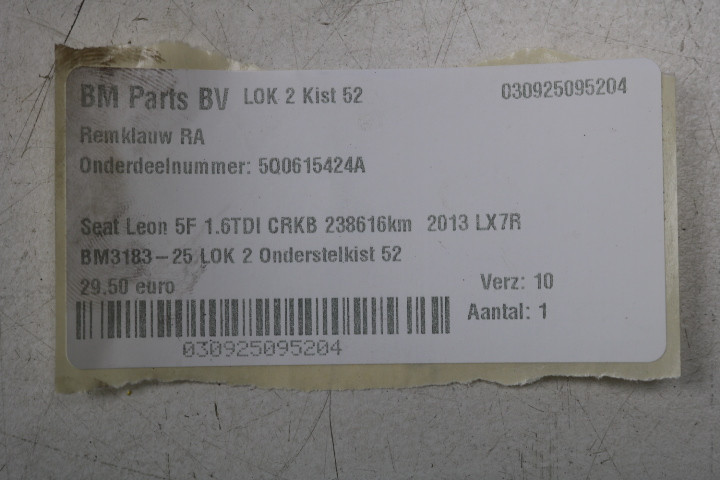 BM Parts BV LOK 2 Kist 52 030925095204
Remklauw RA
Onderdeelnummer: 5Q0615424A
Seat Leon 5F 1.6TDI CRKB 238616km 2013 LX7R
BM3183-25 LOK 2 Onderstelkist 52
29.50 euro Verz: 10
Aantal: 1
030925095204